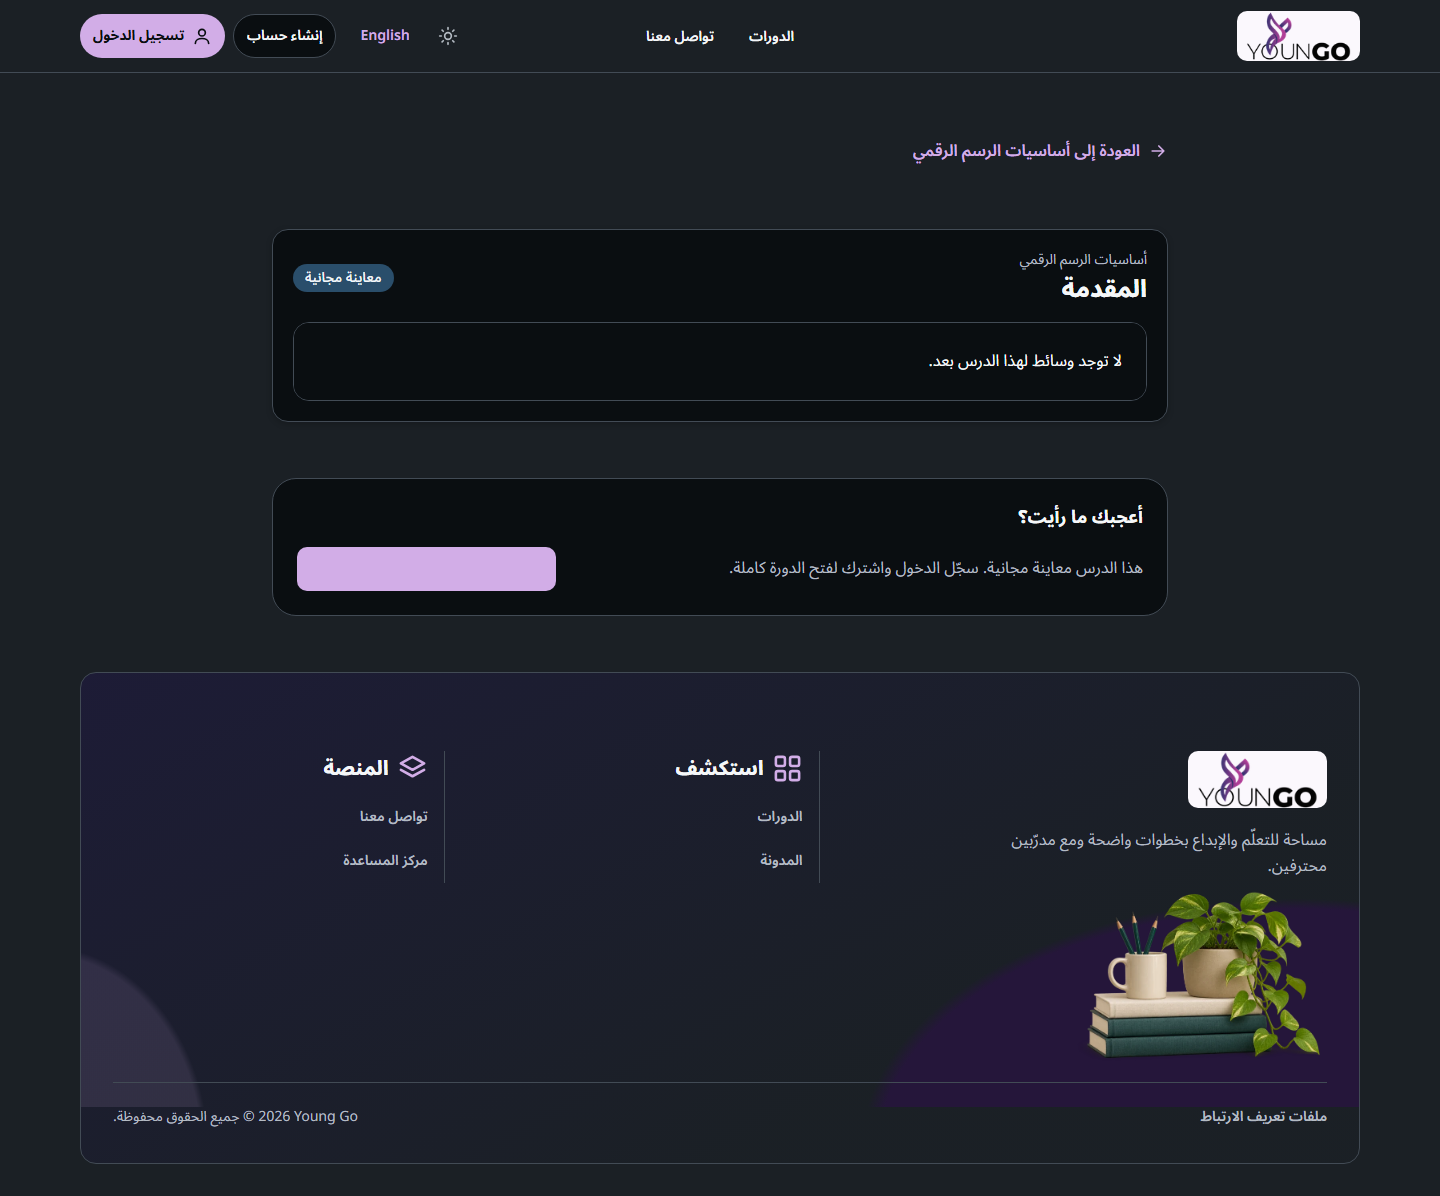 YOUNGO
الدورات
تواصل معنا
English
إنشاء حساب
تسجيل الدخول
العودة إلى أساسيات الرسم الرقمي
أساسيات الرسم الرقمي
المقدمة
معاينة مجانية
لا توجد وسائط لهذا الدرس بعد.
أعجبك ما رأيت؟
هذا الدرس معاينة مجانية. سجّل الدخول واشترك لفتح الدورة كاملة.
YOUNGO
مساحة للتعلّم والإبداع بخطوات واضحة ومع مدرّبين
محترفين.
استكشف
الدورات
المدونة
المنصة
تواصل معنا
مركز المساعدة
ملفات تعريف الارتباط
© 2026 Young Go جميع الحقوق محفوظة.